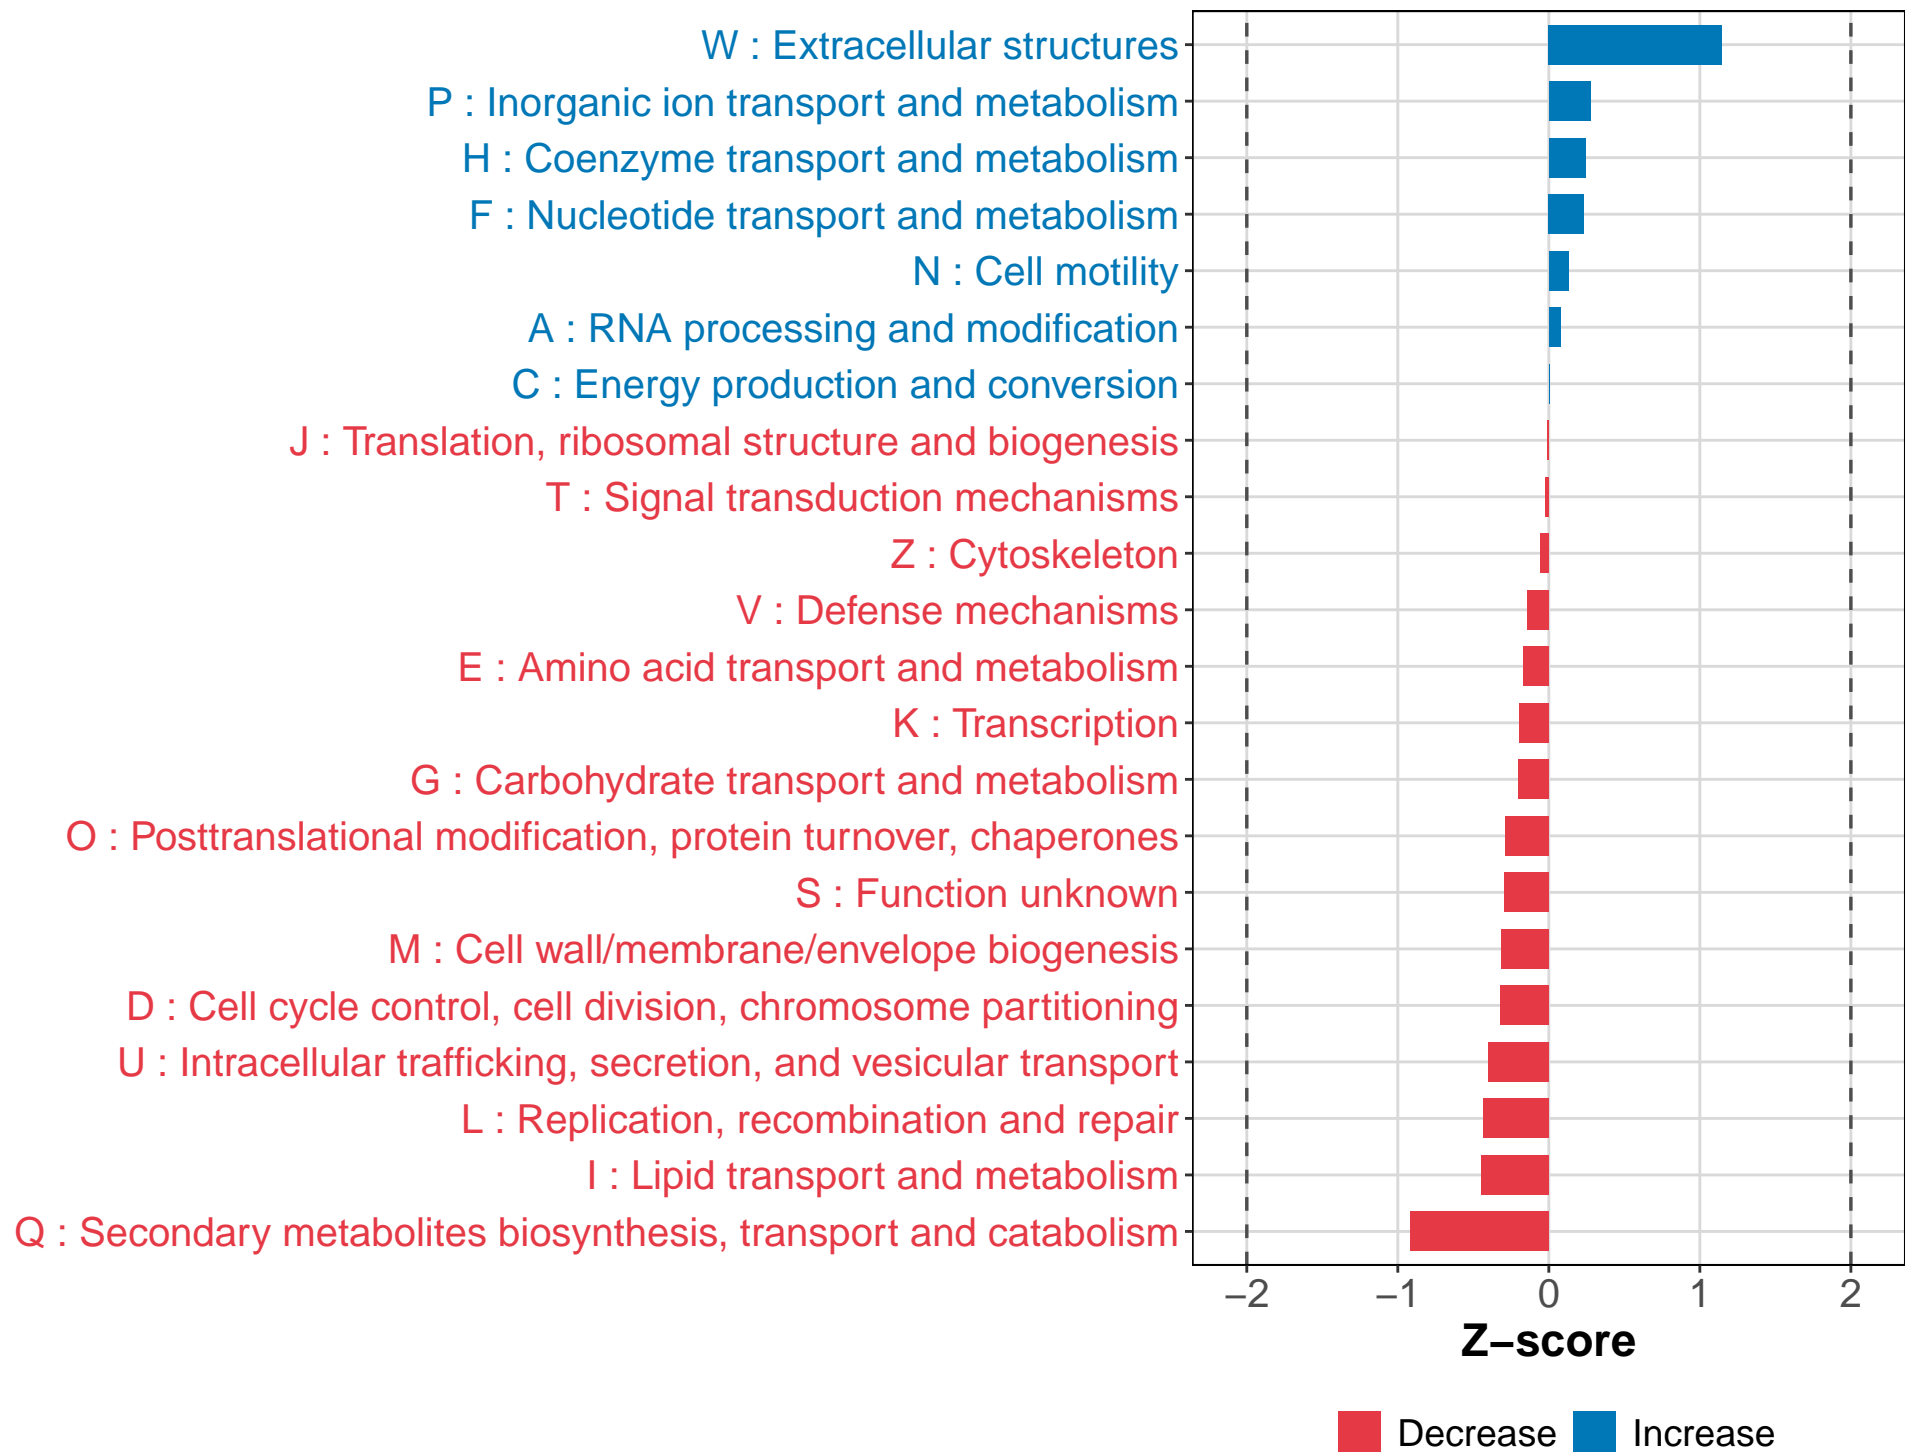 W : Extracellular structures
P : Inorganic ion transport and metabolism
H : Coenzyme transport and metabolism
F : Nucleotide transport and metabolism
N : Cell motility
A : RNA processing and modification
C : Energy production and conversion
J : Translation, ribosomal structure and biogenesis
T : Signal transduction mechanisms
Z : Cytoskeleton
V : Defense mechanisms
E : Amino acid transport and metabolism
K : Transcription
G : Carbohydrate transport and metabolism
O : Posttranslational modification, protein turnover, chaperones
S : Function unknown
M : Cell wall/membrane/envelope biogenesis
D : Cell cycle control, cell division, chromosome partitioning
U : Intracellular trafficking, secretion, and vesicular transport
L : Replication, recombination and repair
I : Lipid transport and metabolism
Q : Secondary metabolites biosynthesis, transport and catabolism
−2 −1 0 1 2
Z−score
Decrease Increase